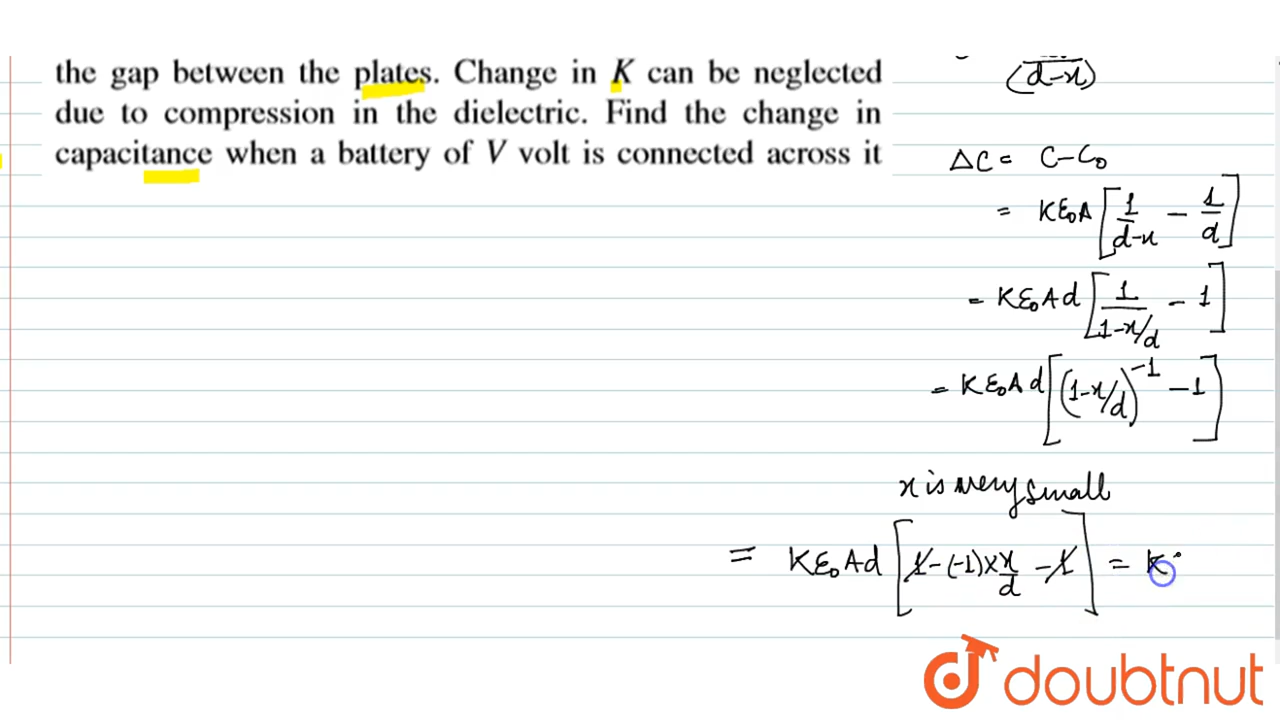 the gap between the plates. Change in K can be neglected
due to compression in the dielectric. Find the change in
capacitance when a battery of V volt is connected across it
(d-x)
ΔC = C-C₀
= Kε₀A[1/d-x - 1/d]
= Kε₀Ad[1/1-x/d - 1]
= Kε₀Ad[(1-x/d)⁻¹ - 1]
x is very small
= Kε₀Ad[1-(-1)×x/d - 1] = K
doubtnut